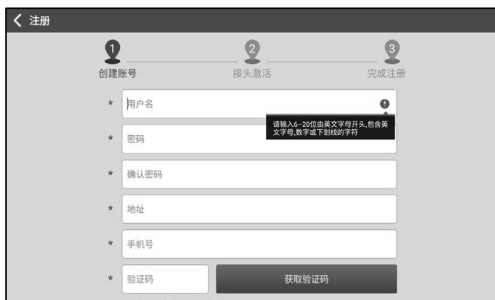 注册
1 2 3
创建账号 接头激活 完成注册
* 用户名
请输入6-20位由英文字母开头,包含英
文字母,数字或下划线的字符
* 密码
* 确认密码
* 地址
* 手机号
* 验证码 获取验证码